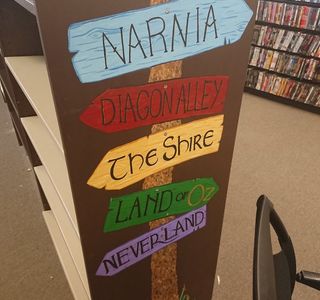 NARNIA
DIAGON ALLEY
The Shire
LAND OF OZ
NEVERLAND